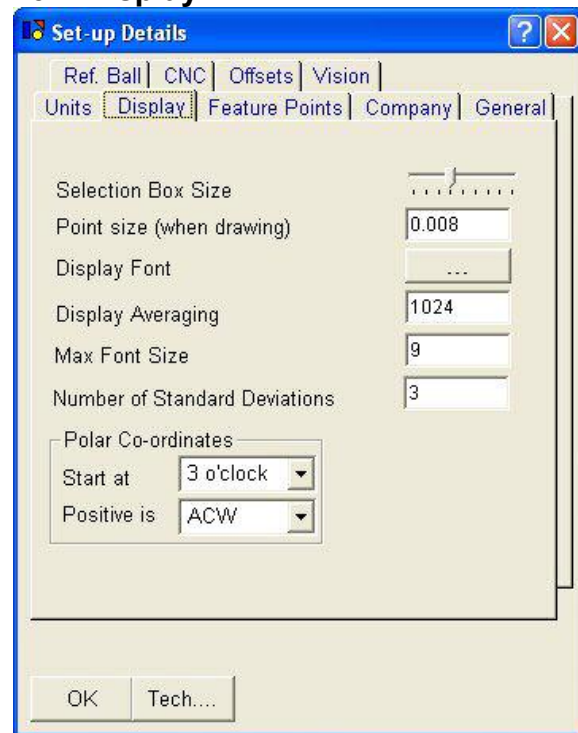 Set-up Details
Ref. Ball CNC Offsets Vision
Units Display Feature Points Company General
Selection Box Size
Point size (when drawing) 0.008
Display Font ...
Display Averaging 1024
Max Font Size 9
Number of Standard Deviations 3
Polar Co-ordinates
Start at 3 o'clock
Positive is ACW
OK Tech....